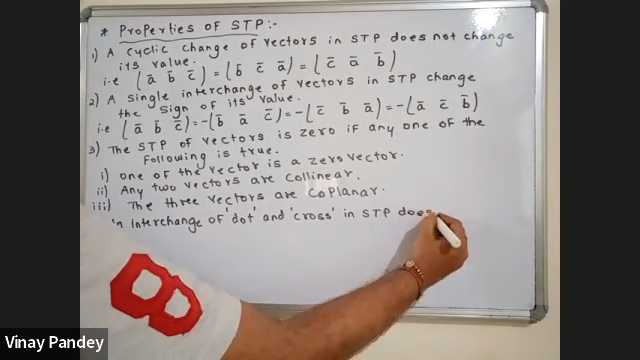 * Properties of STP:-
1) A cyclic change of vectors in STP does not change
its value.
i.e [ā b̄ c̄] = [b̄ c̄ ā] = [c̄ ā b̄]
2) A single interchange of vectors in STP change
the sign of its value.
i.e [ā b̄ c̄] = -[b̄ ā c̄] = -[c̄ b̄ ā] = -[ā c̄ b̄]
3) The STP of vectors is zero if any one of the
following is true.
i) one of the vector is a zero vector.
ii) Any two vectors are collinear.
iii) The three vectors are coplanar.
n interchange of 'dot' and 'cross' in STP does
8
Vinay Pandey